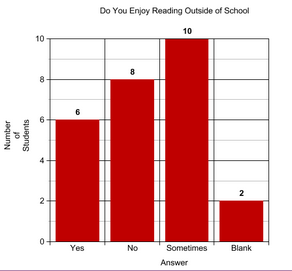 Do You Enjoy Reading Outside of School
10
8
6
4
2
0
6
8
10
2
Number
of
Students
Yes No Sometimes Blank
Answer